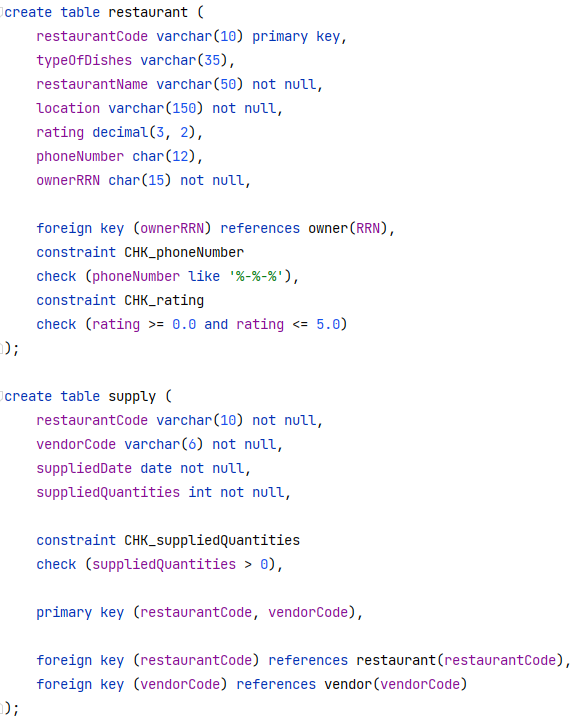 create table restaurant (
restaurantCode varchar(10) primary key,
typeOfDishes varchar(35),
restaurantName varchar(50) not null,
location varchar(150) not null,
rating decimal(3, 2),
phoneNumber char(12),
ownerRRN char(15) not null,
foreign key (ownerRRN) references owner(RRN),
constraint CHK_phoneNumber
check (phoneNumber like '%-%-%'),
constraint CHK_rating
check (rating >= 0.0 and rating <= 5.0)
);
create table supply (
restaurantCode varchar(10) not null,
vendorCode varchar(6) not null,
suppliedDate date not null,
suppliedQuantities int not null,
constraint CHK_suppliedQuantities
check (suppliedQuantities > 0),
primary key (restaurantCode, vendorCode),
foreign key (restaurantCode) references restaurant(restaurantCode),
foreign key (vendorCode) references vendor(vendorCode)
);